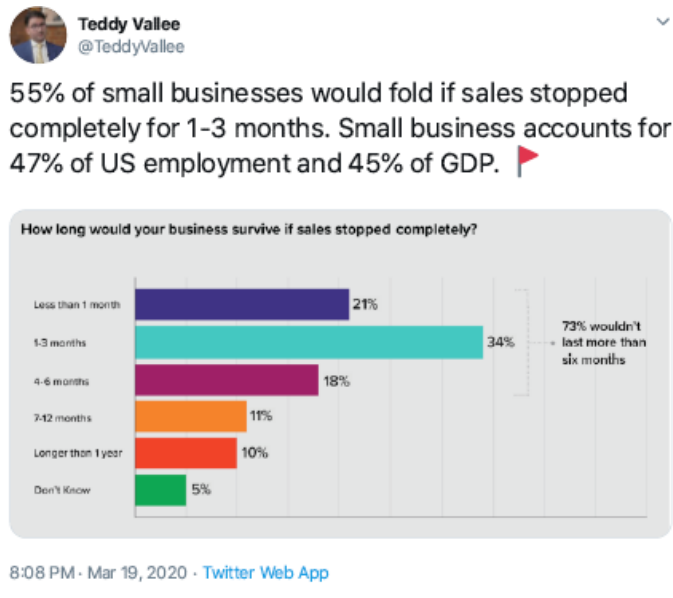 Teddy Vallee
@TeddyVallee
55% of small businesses would fold if sales stopped
completely for 1-3 months. Small business accounts for
47% of US employment and 45% of GDP. 🚩
How long would your business survive if sales stopped completely?
Less than 1 month
21%
1-3 months
34%
4-6 months
18%
7-12 months
11%
Longer than 1 year
10%
Don't Know
5%
73% wouldn't
last more than
six months
8:08 PM · Mar 19, 2020 · Twitter Web App